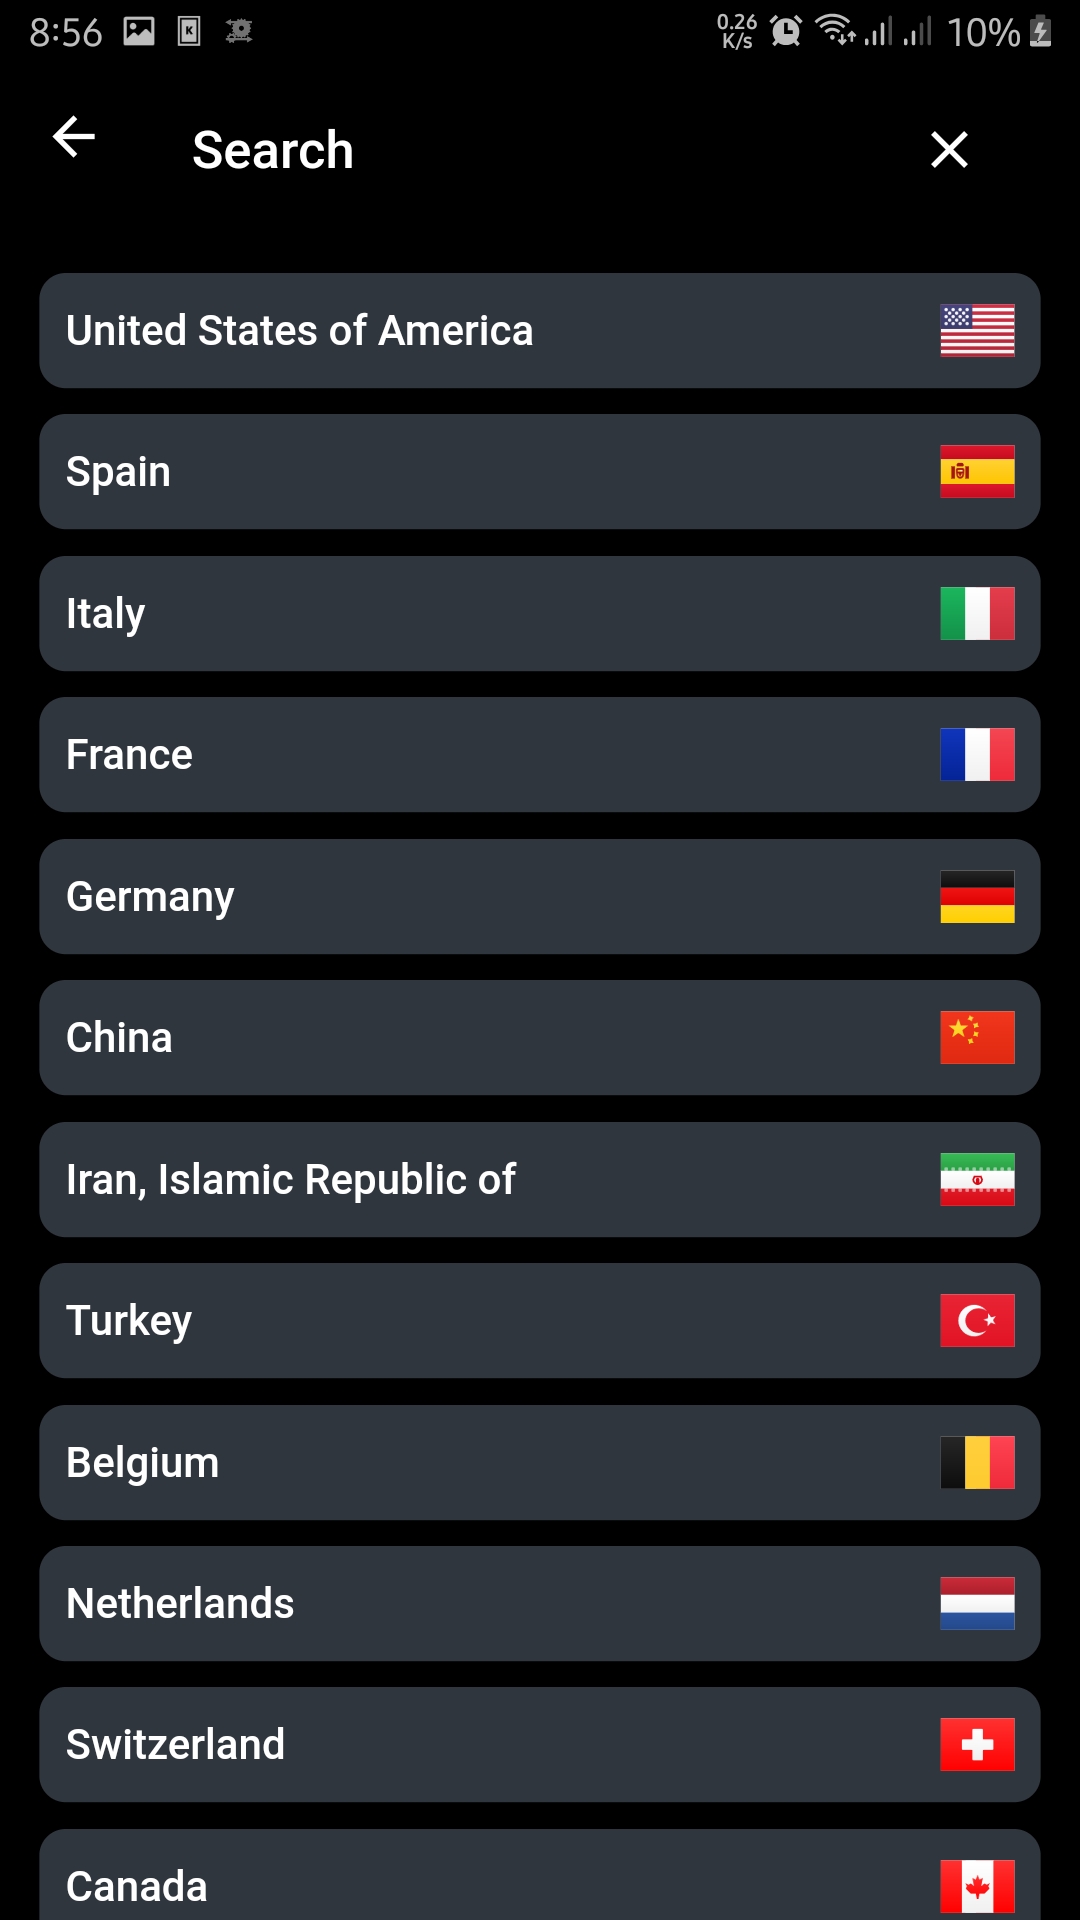 8:56
0.26 K/s
10%
Search
United States of America
Spain
Italy
France
Germany
China
Iran, Islamic Republic of
Turkey
Belgium
Netherlands
Switzerland
Canada